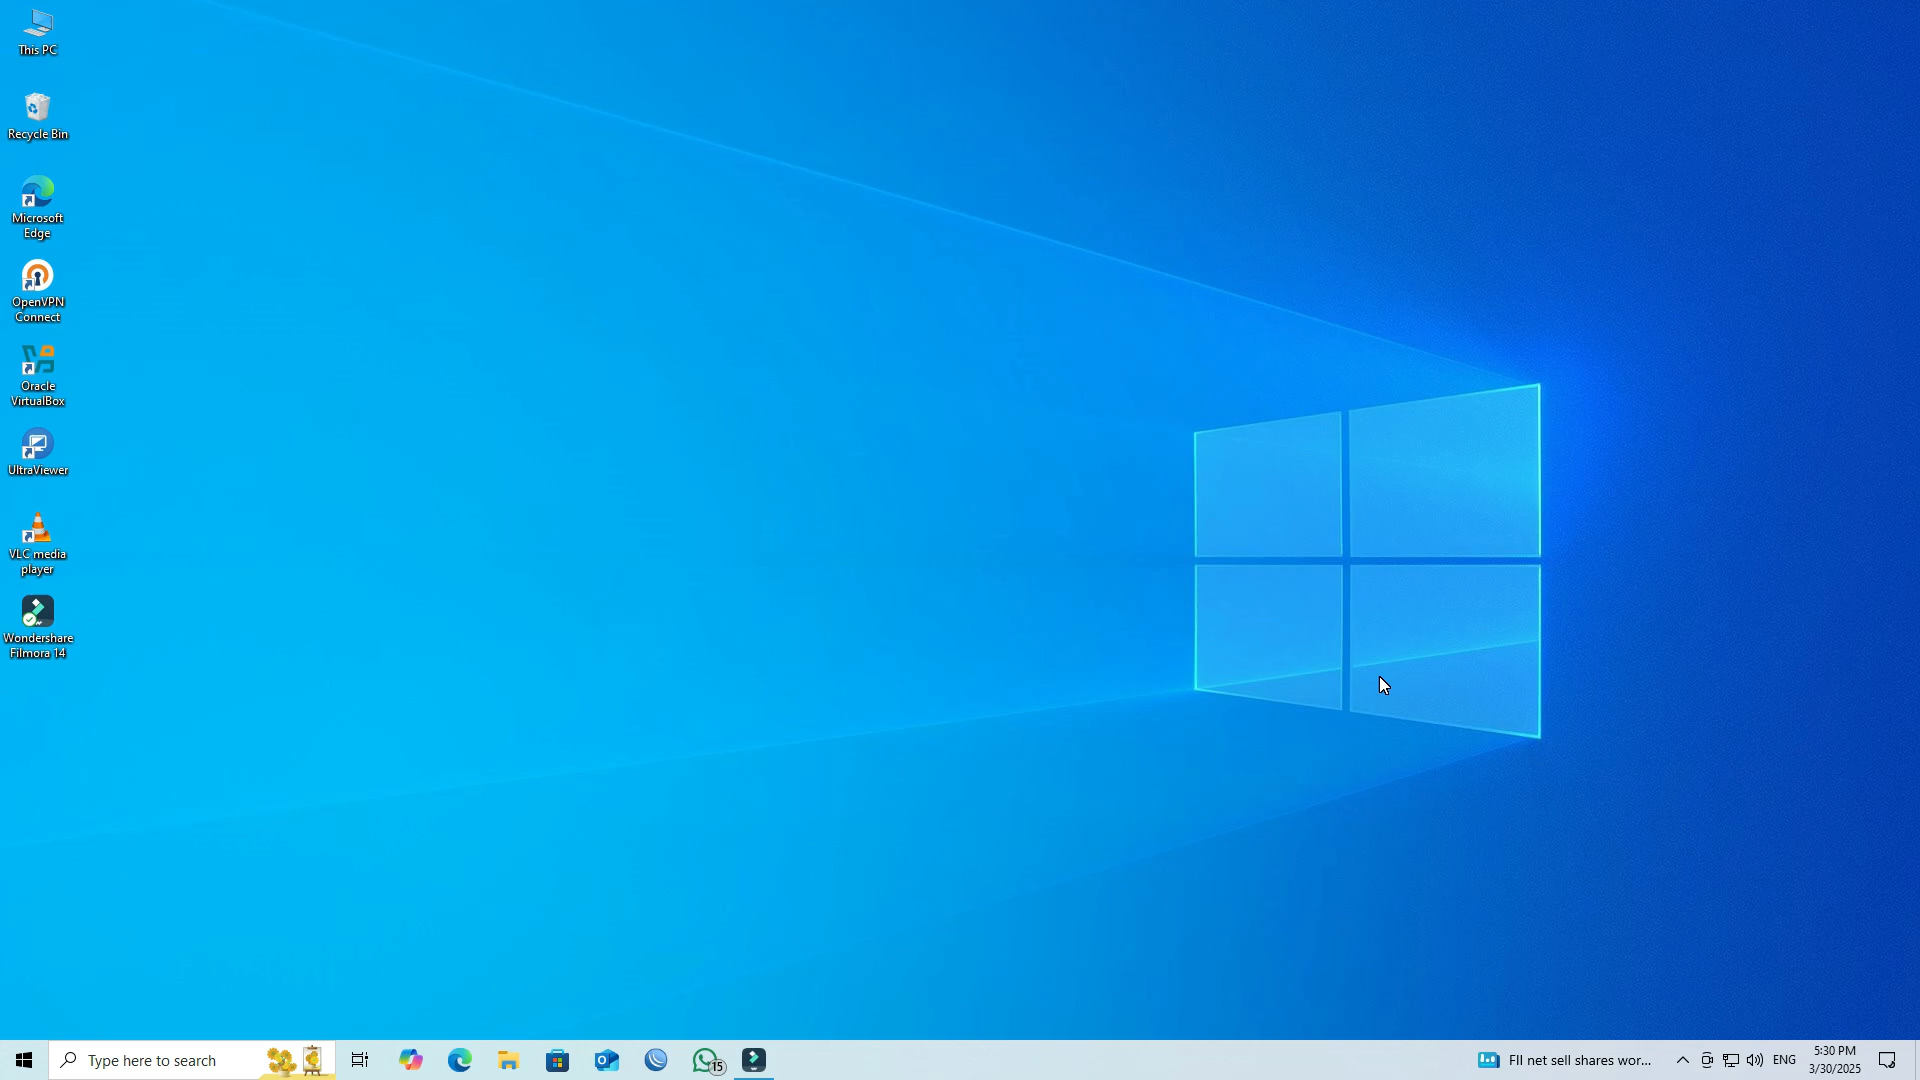 This PC
Recycle Bin
Microsoft
Edge
OpenVPN
Connect
Oracle
VirtualBox
UltraViewer
VLC media
player
Wondershare
Filmora 14
Type here to search
15
FII net sell shares wor...
ENG
5:30 PM
3/30/2025